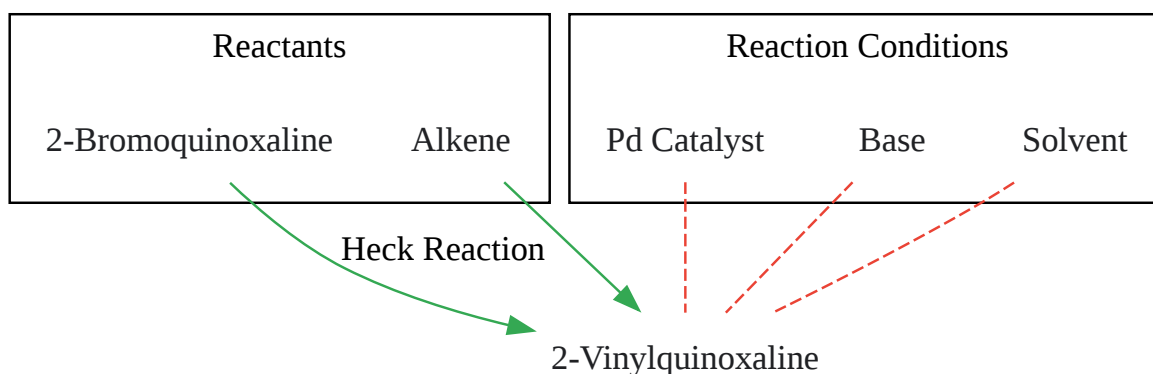 Reactants
Reaction Conditions
2-Bromoquinoxaline
Alkene
Pd Catalyst
Base
Solvent
Heck Reaction
2-Vinylquinoxaline